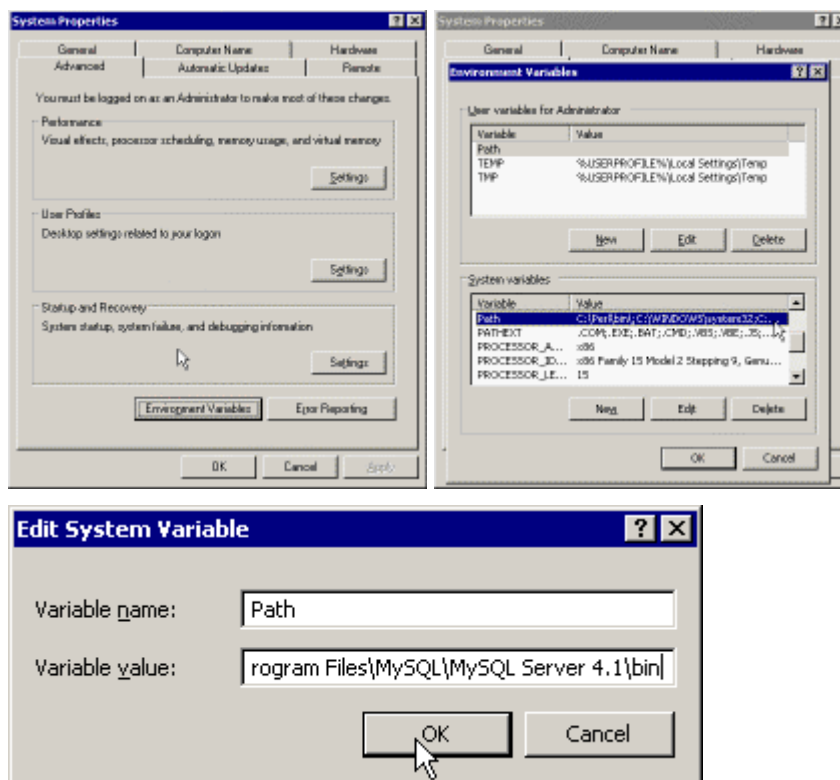 System Properties
General Computer Name Hardware
Advanced Automatic Updates Remote
You must be logged on as an Administrator to make most of these changes.
Performance
Visual effects, processor scheduling, memory usage, and virtual memory
Settings
User Profiles
Desktop settings related to your logon
Settings
Startup and Recovery
System startup, system failure, and debugging information
Settings
Environment Variables Error Reporting
OK Cancel Apply
System Properties
General Computer Name Hardware
Environment Variables
User variables for Administrator
Variable Value
Path
TEMP %USERPROFILE%\Local Settings\Temp
TMP %USERPROFILE%\Local Settings\Temp
New Edit Delete
System variables
Variable Value
Path C:\Perl\bin\;C:\WINDOWS\system32;C:...
PATHEXT .COM;.EXE;.BAT;.CMD;.VBS;.VBE;.JS;...
PROCESSOR_A... x86
PROCESSOR_ID... x86 Family 15 Model 2 Stepping 9, Genu...
PROCESSOR_LE... 15
New Edit Delete
OK Cancel
Edit System Variable
Variable name: Path
Variable value: rogram Files\MySQL\MySQL Server 4.1\bin
OK Cancel